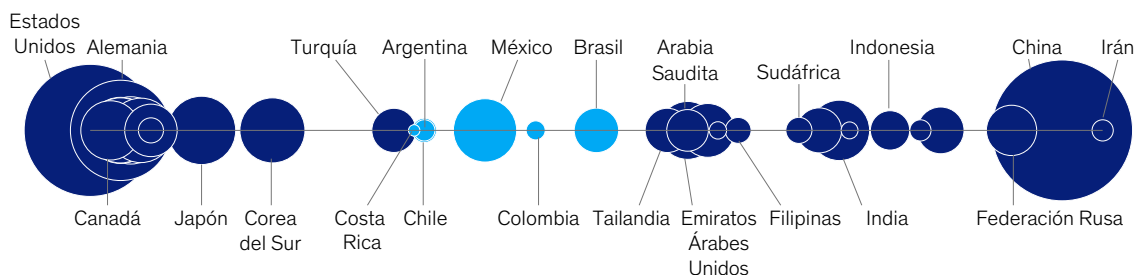 Estados
Unidos
Alemania
Turquía
Argentina
México
Brasil
Arabia
Saudita
Sudáfrica
Indonesia
China
Irán
Canadá
Japón
Corea
del Sur
Costa
Rica
Chile
Colombia
Tailandia
Emiratos
Árabes
Unidos
Filipinas
India
Federación Rusa